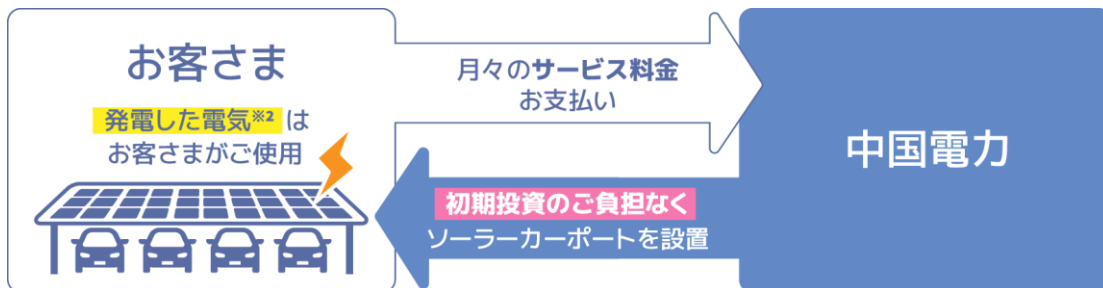 お客さま
発電した電気※2 は
お客さまがご使用
月々のサービス料金
お支払い
初期投資のご負担なく
ソーラーカーポートを設置
中国電力